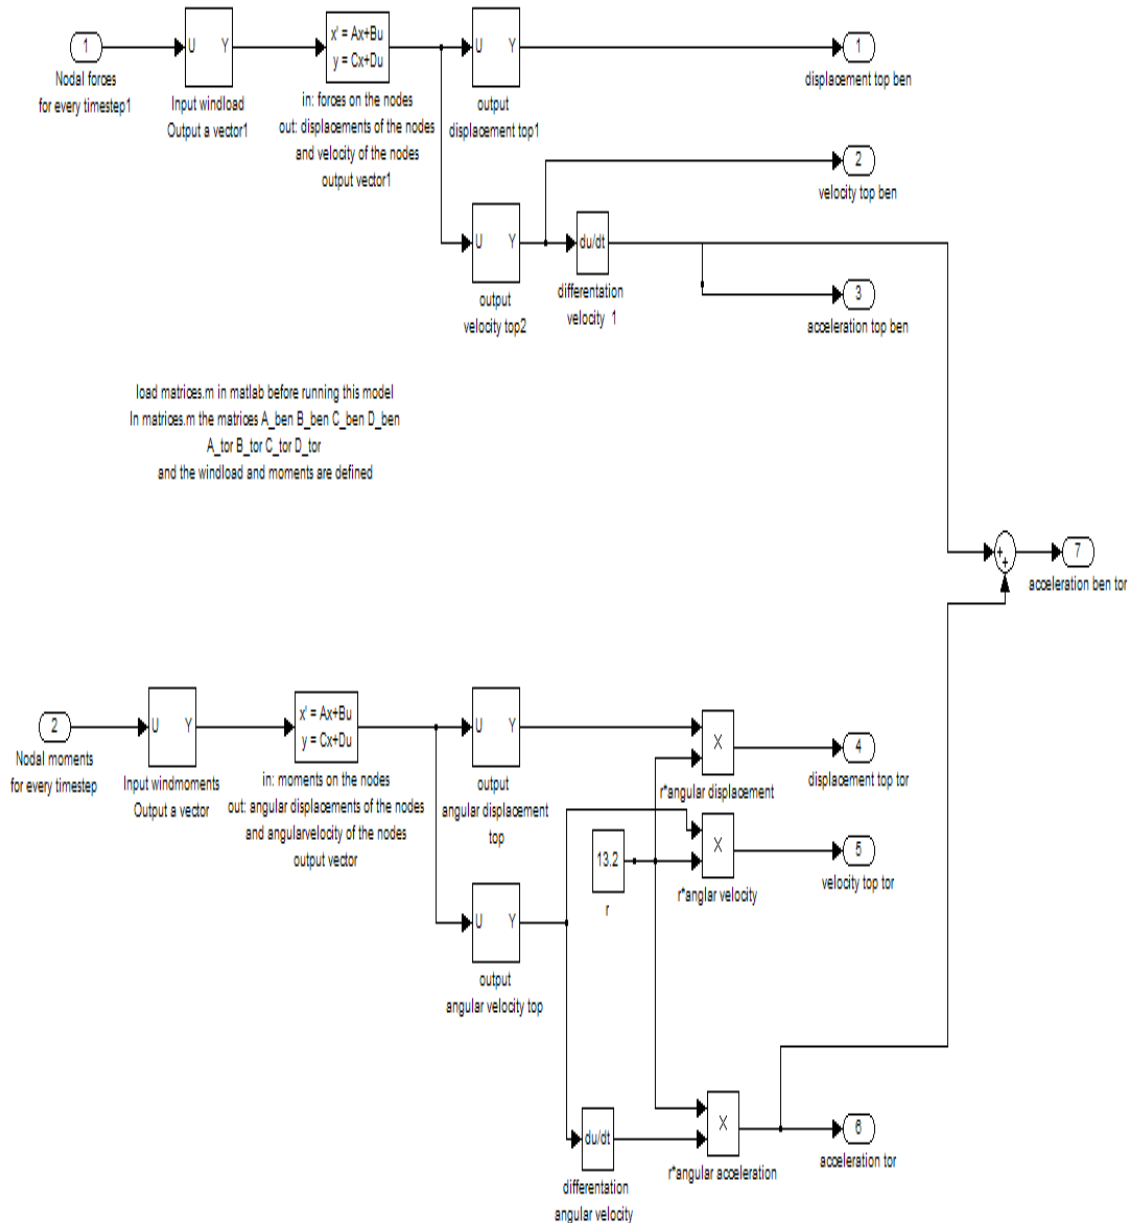 1
Nodal forces
for every timestep1
U Y
Input windload
Output a vector1
x' = Ax+Bu
y = Cx+Du
in: forces on the nodes
out: displacements of the nodes
and velocity of the nodes
output vector1
U Y
output
displacement top1
1
displacement top ben
2
velocity top ben
U Y
output
velocity top2
du/dt
differentation
velocity 1
3
acceleration top ben
load matrices.m in matlab before running this model
In matrices.m the matrices A_ben B_ben C_ben D_ben
A_tor B_tor C_tor D_tor
and the windload and moments are defined
+
+
7
acceleration ben tor
2
Nodal moments
for every timestep
U Y
Input windmoments
Output a vector
x' = Ax+Bu
y = Cx+Du
in: moments on the nodes
out: angular displacements of the nodes
and angularvelocity of the nodes
output vector
U Y
output
angular displacement
top
X
r*angular displacement
4
displacement top tor
13.2
r
X
r*anglar velocity
5
velocity top tor
U Y
output
angular velocity top
du/dt
differentation
angular velocity
X
r*angular acceleration
6
acceleration tor